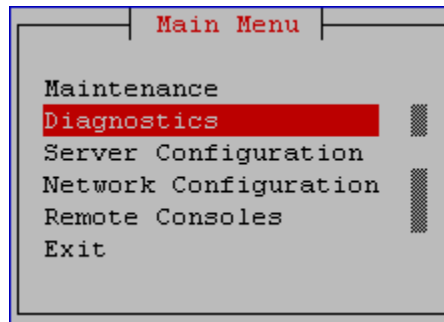 Main Menu
Maintenance
Diagnostics
Server Configuration
Network Configuration
Remote Consoles
Exit